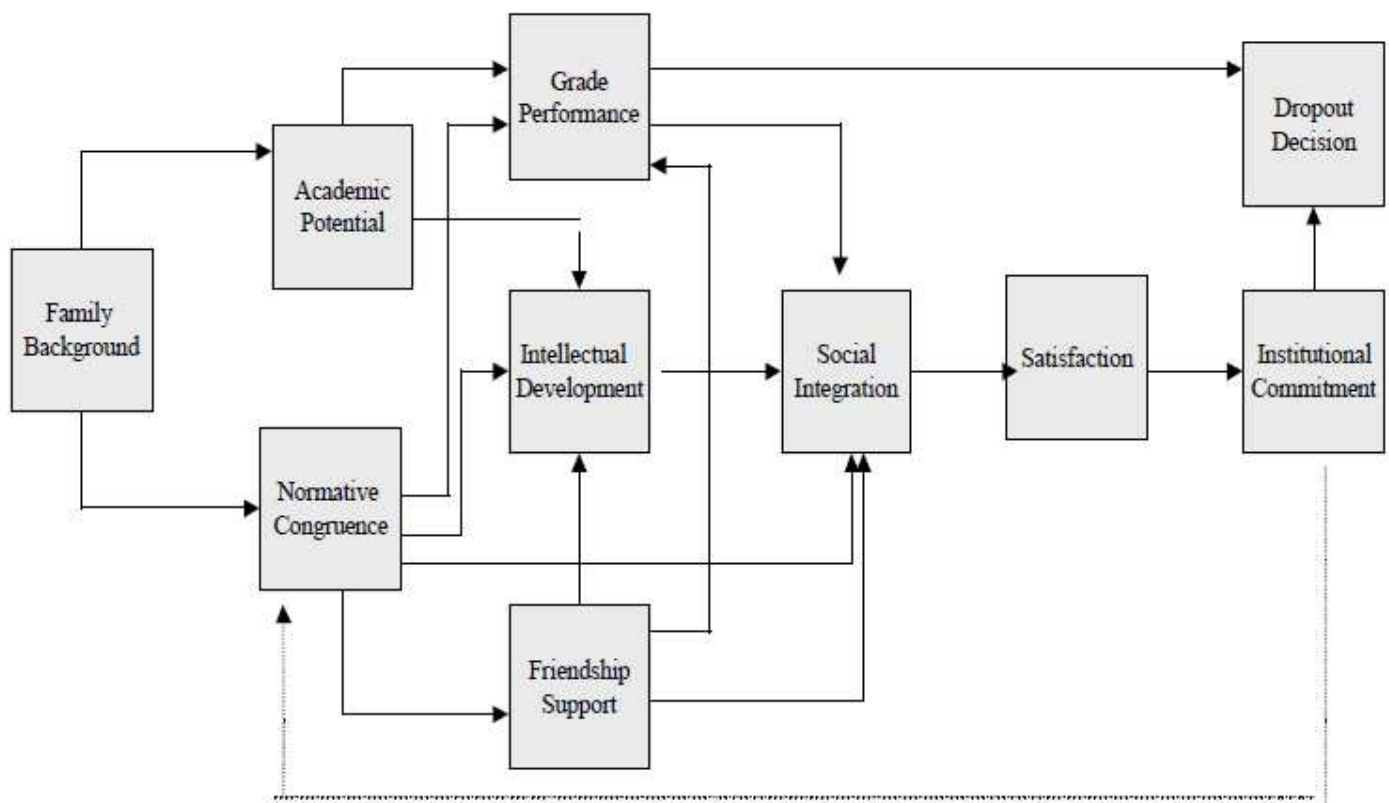 Grade
Performance
Dropout
Decision
Academic
Potential
Family
Background
Intellectual
Development
Social
Integration
Satisfaction
Institutional
Commitment
Normative
Congruence
Friendship
Support